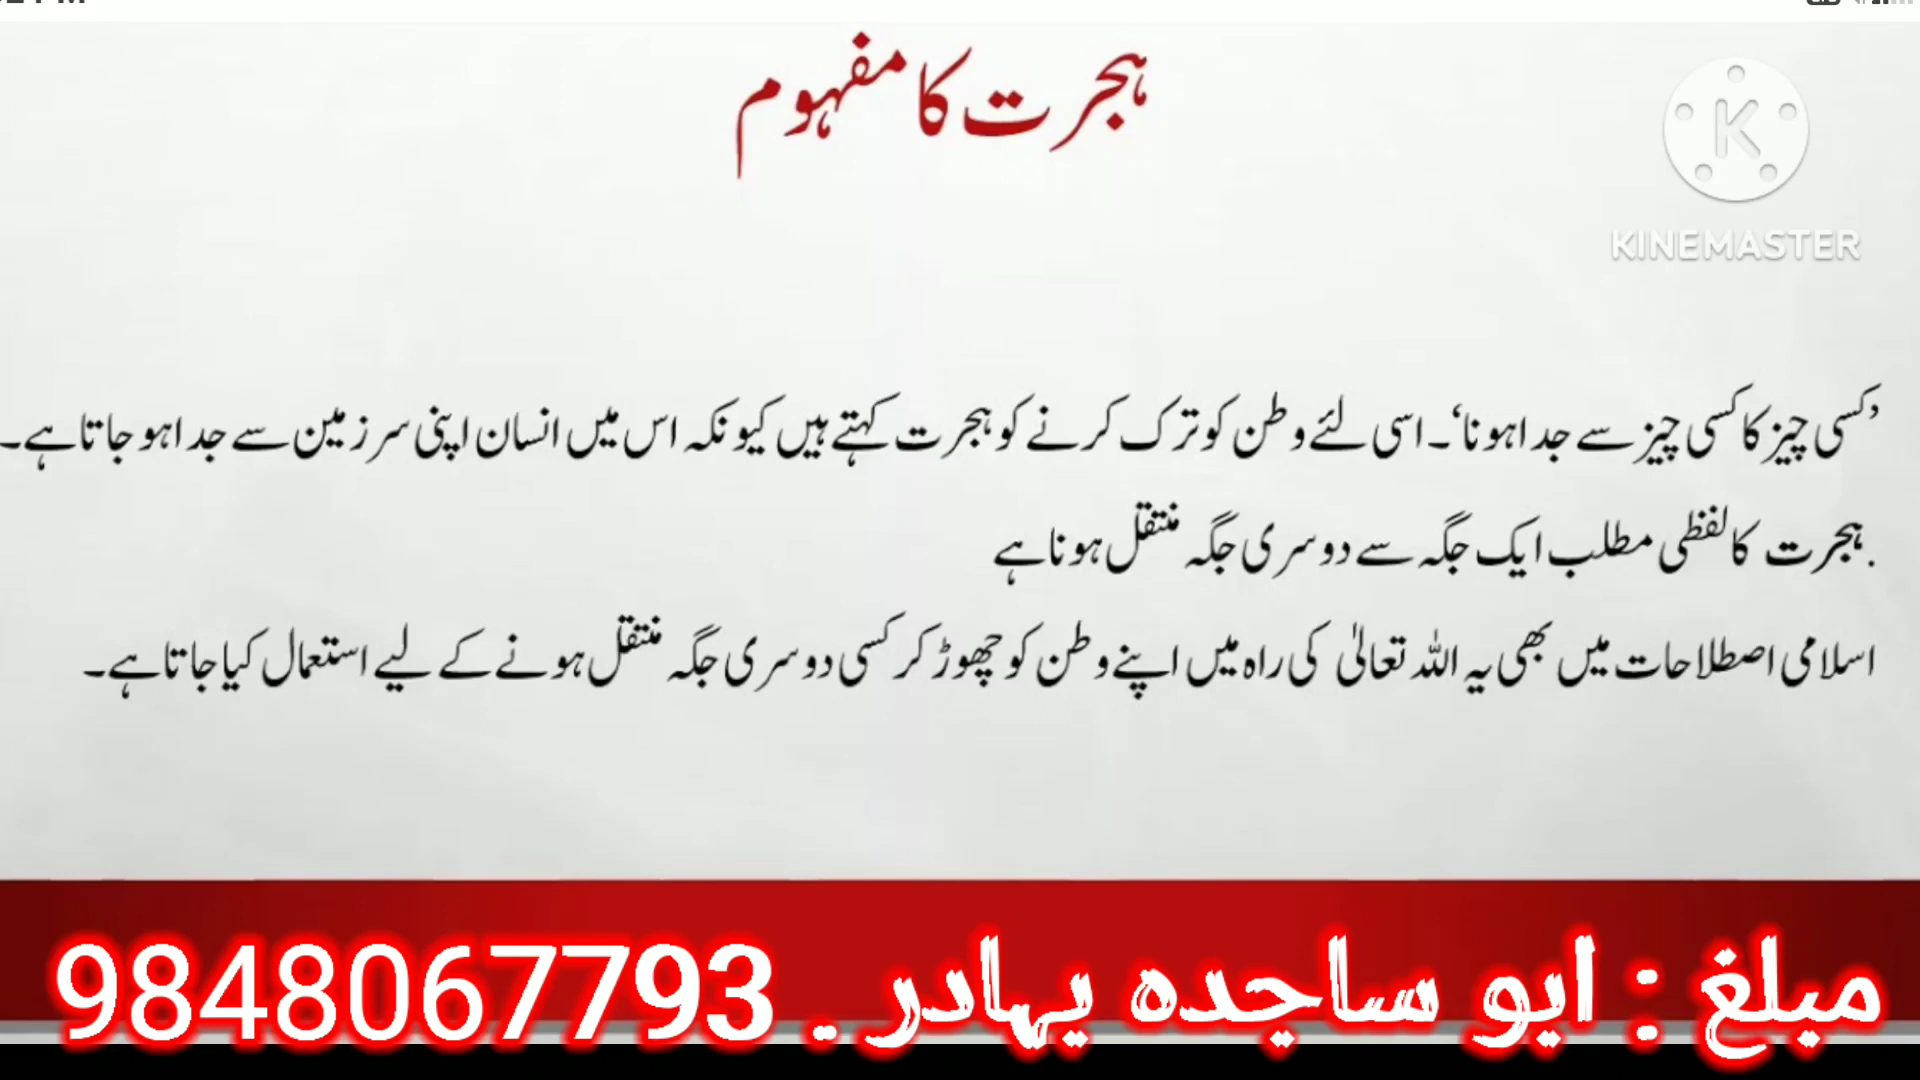 ہجرت کا مفہوم
KINEMASTER
’کسی چیز کا کسی چیز سے جدا ہونا‘۔ اسی لئے وطن کو ترک کرنے کو ہجرت کہتے ہیں کیونکہ اس میں انسان اپنی سرزمین سے جدا ہو جاتا ہے۔
.ہجرت کا لفظی مطلب ایک جگہ سے دوسری جگہ منتقل ہونا ہے
اسلامی اصطلاحات میں بھی یہ اللہ تعالیٰ کی راہ میں اپنے وطن کو چھوڑ کر کسی دوسری جگہ منتقل ہونے کے لیے استعمال کیا جاتا ہے۔
مبلغ : ابو ساجدہ بہادر . 9848067793